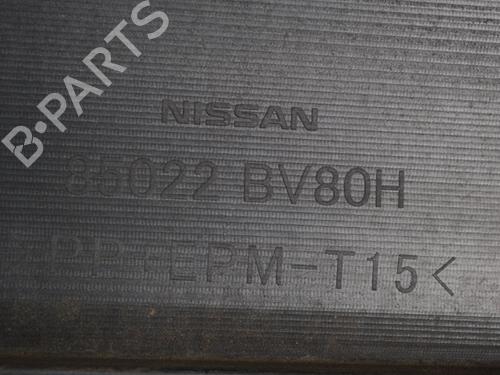 B-PARTS
NISSAN
85022 BV80H
>PP+EPM-T15<